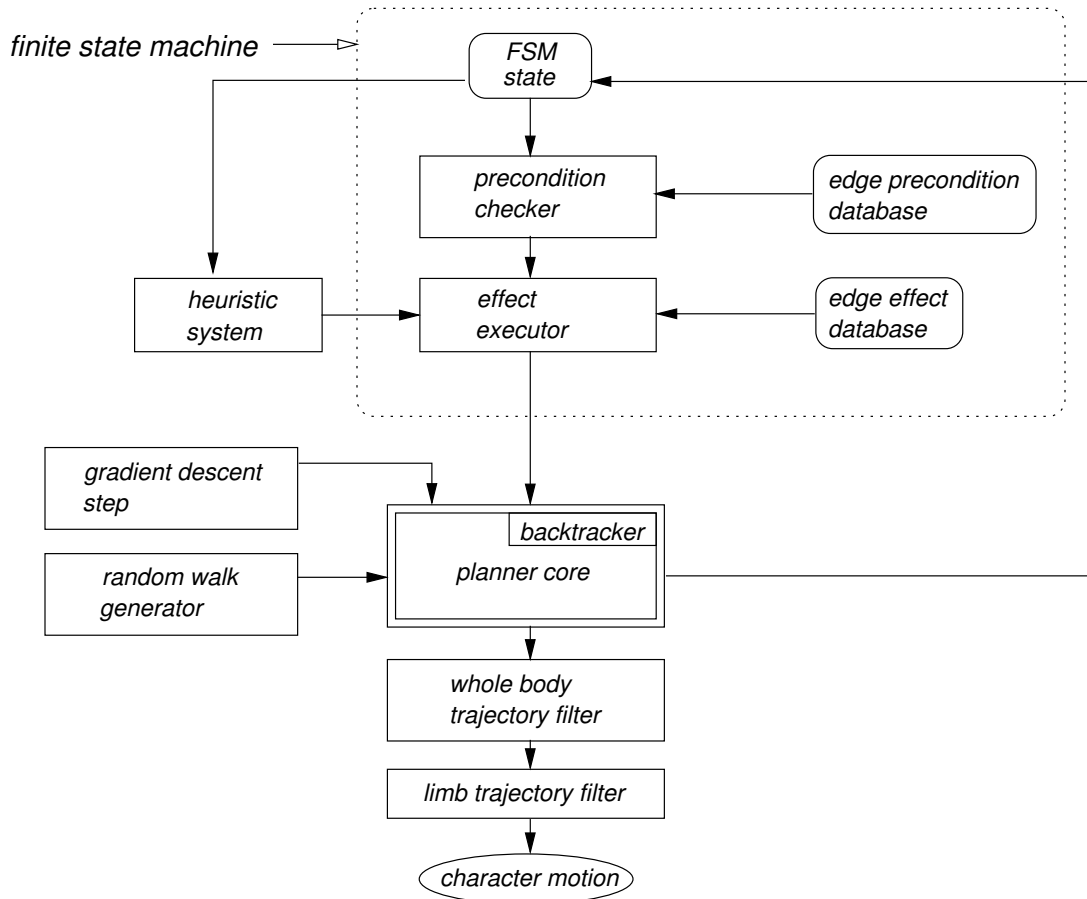 finite state machine
FSM
state
precondition
checker
edge precondition
database
heuristic
system
effect
executor
edge effect
database
gradient descent
step
backtracker
planner core
random walk
generator
whole body
trajectory filter
limb trajectory filter
character motion